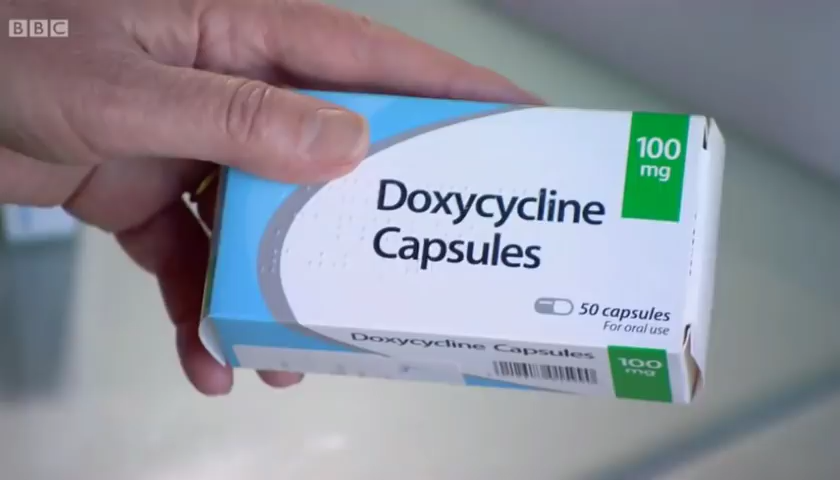 BBC
100
mg
Doxycycline
Capsules
50 capsules
For oral use
Doxycycline Capsules
100
mg